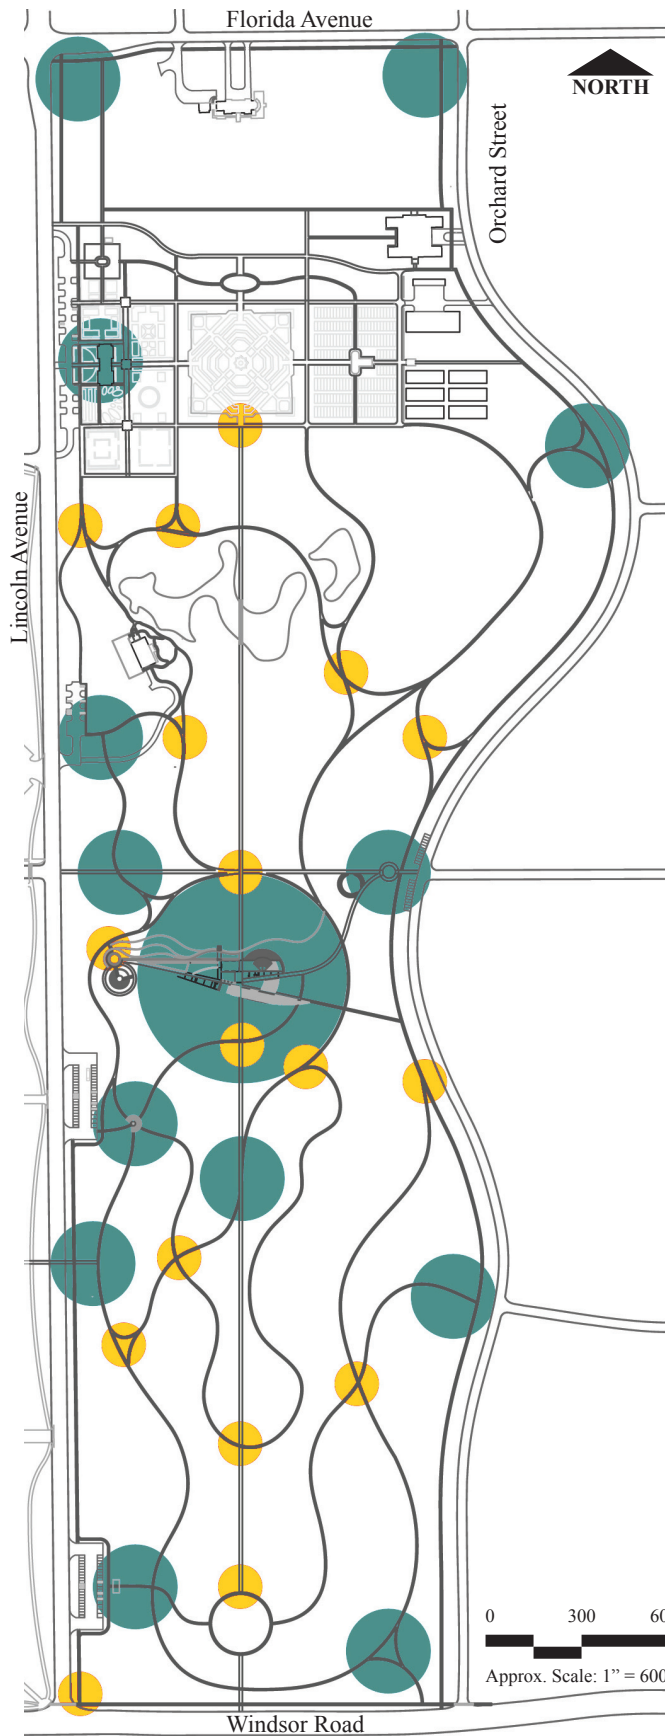 Florida Avenue
NORTH
Orchard Street
Lincoln Avenue
0 300 60
Approx. Scale: 1” = 600
Windsor Road